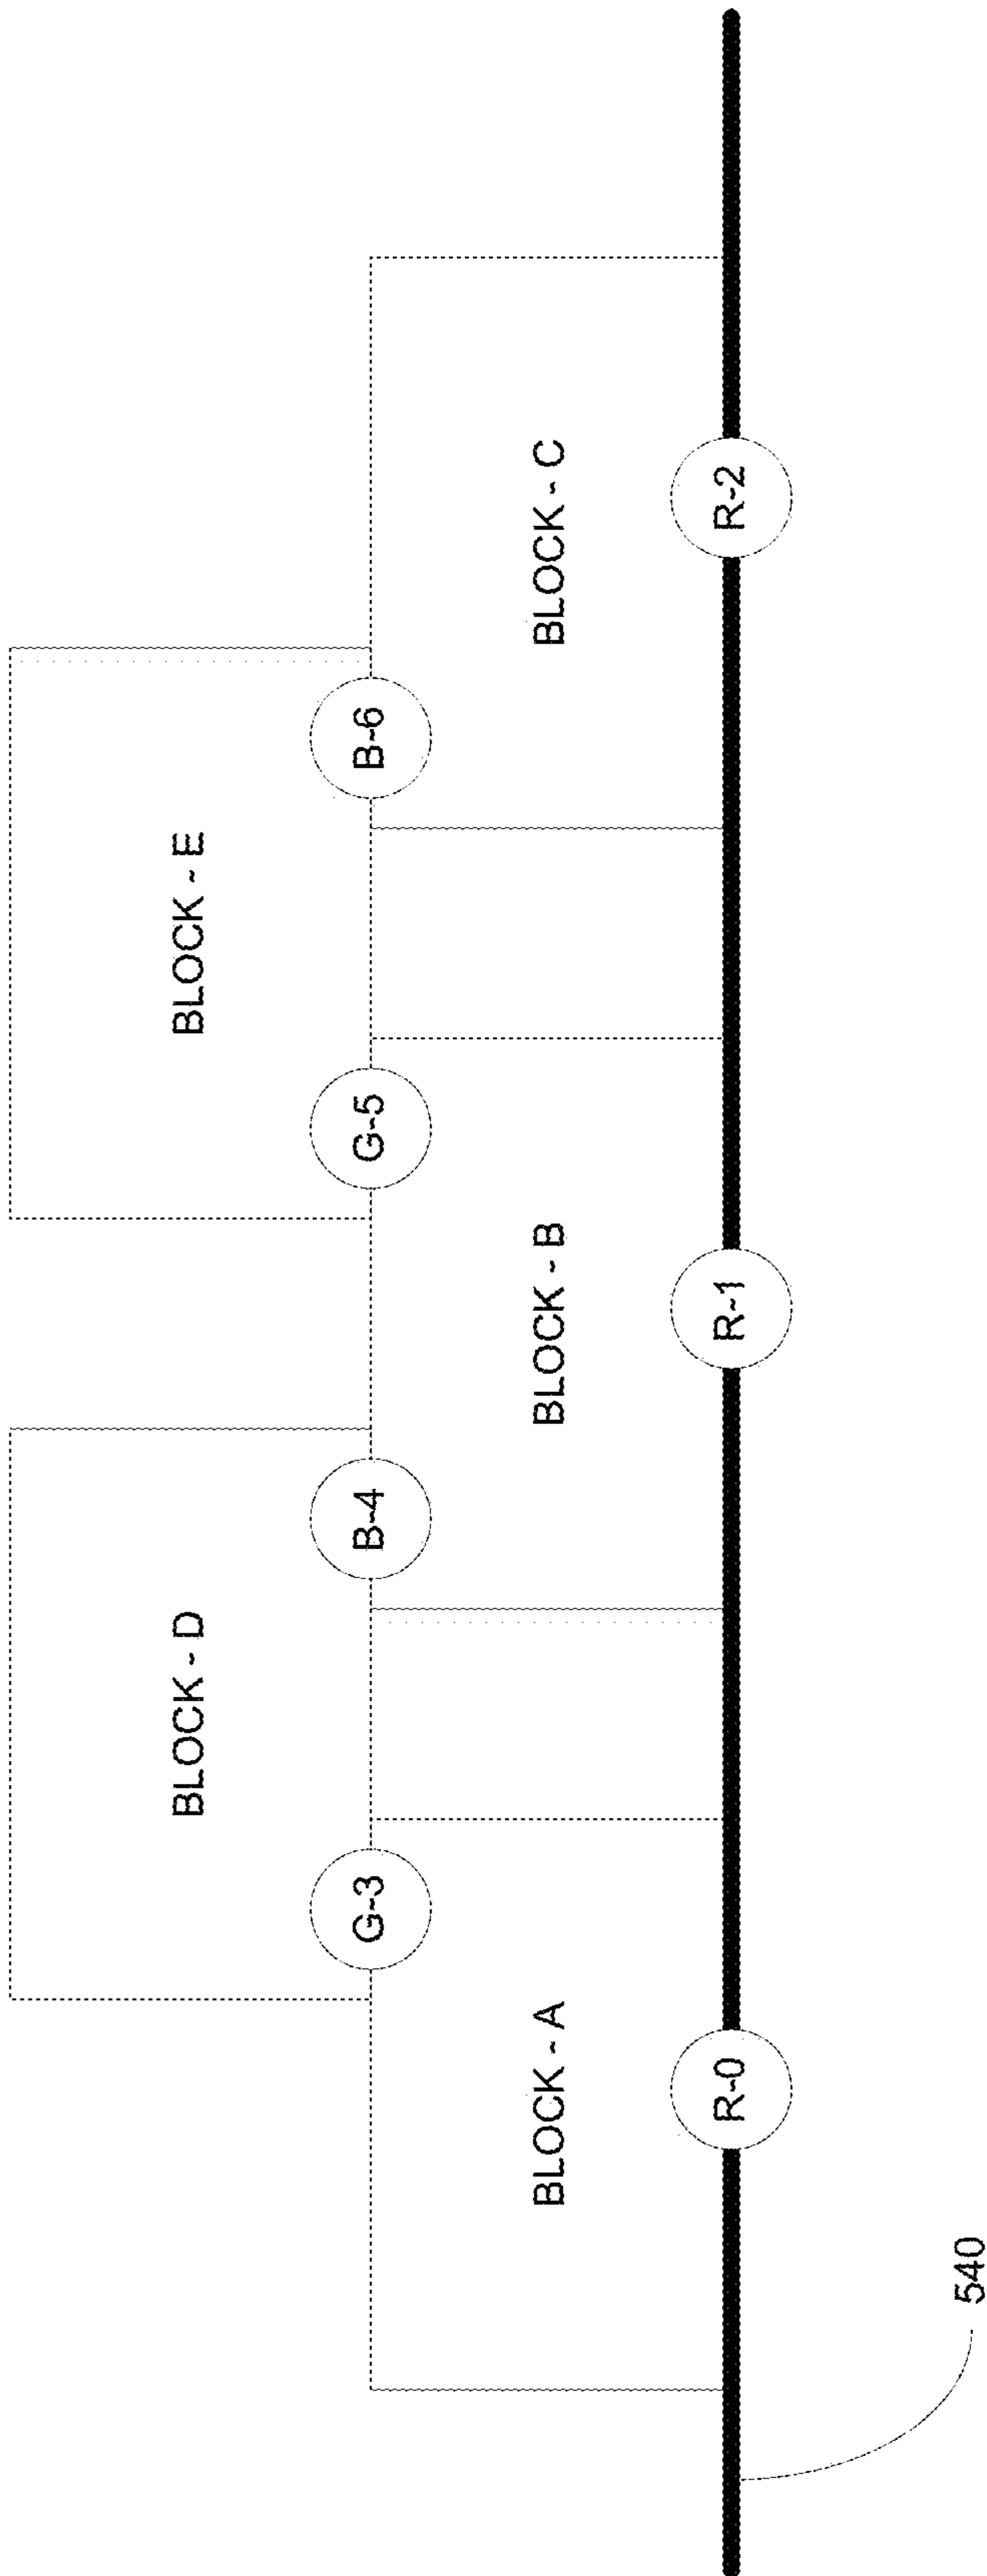 BLOCK - D
BLOCK - E
G-3
B-4
G-5
B-6
BLOCK - A
BLOCK - B
BLOCK - C
R-0
R-1
R-2
540